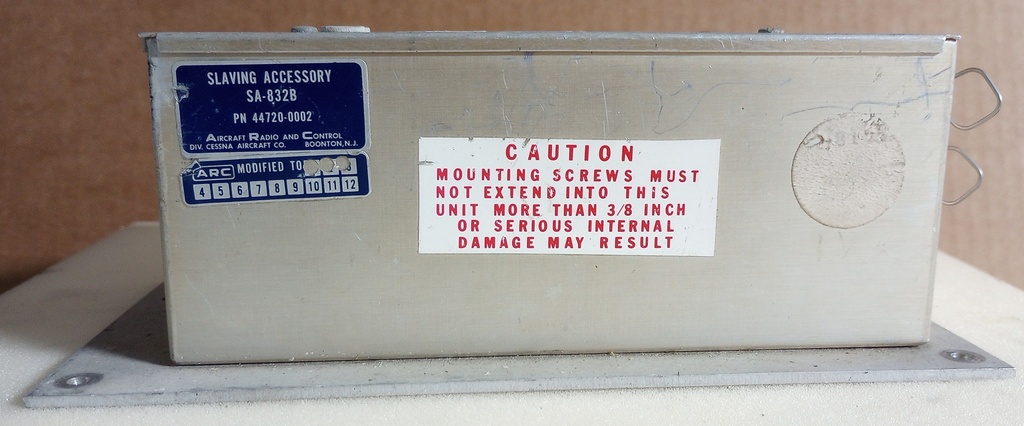 SLAVING ACCESSORY
SA-832B
PN 44720-0002
AIRCRAFT RADIO AND CONTROL
DIV. CESSNA AIRCRAFT CO. BOONTON, N.J.
ARC MODIFIED TO 3
4 5 6 7 8 9 10 11 12
CAUTION
MOUNTING SCREWS MUST
NOT EXTEND INTO THIS
UNIT MORE THAN 3/8 INCH
OR SERIOUS INTERNAL
DAMAGE MAY RESULT